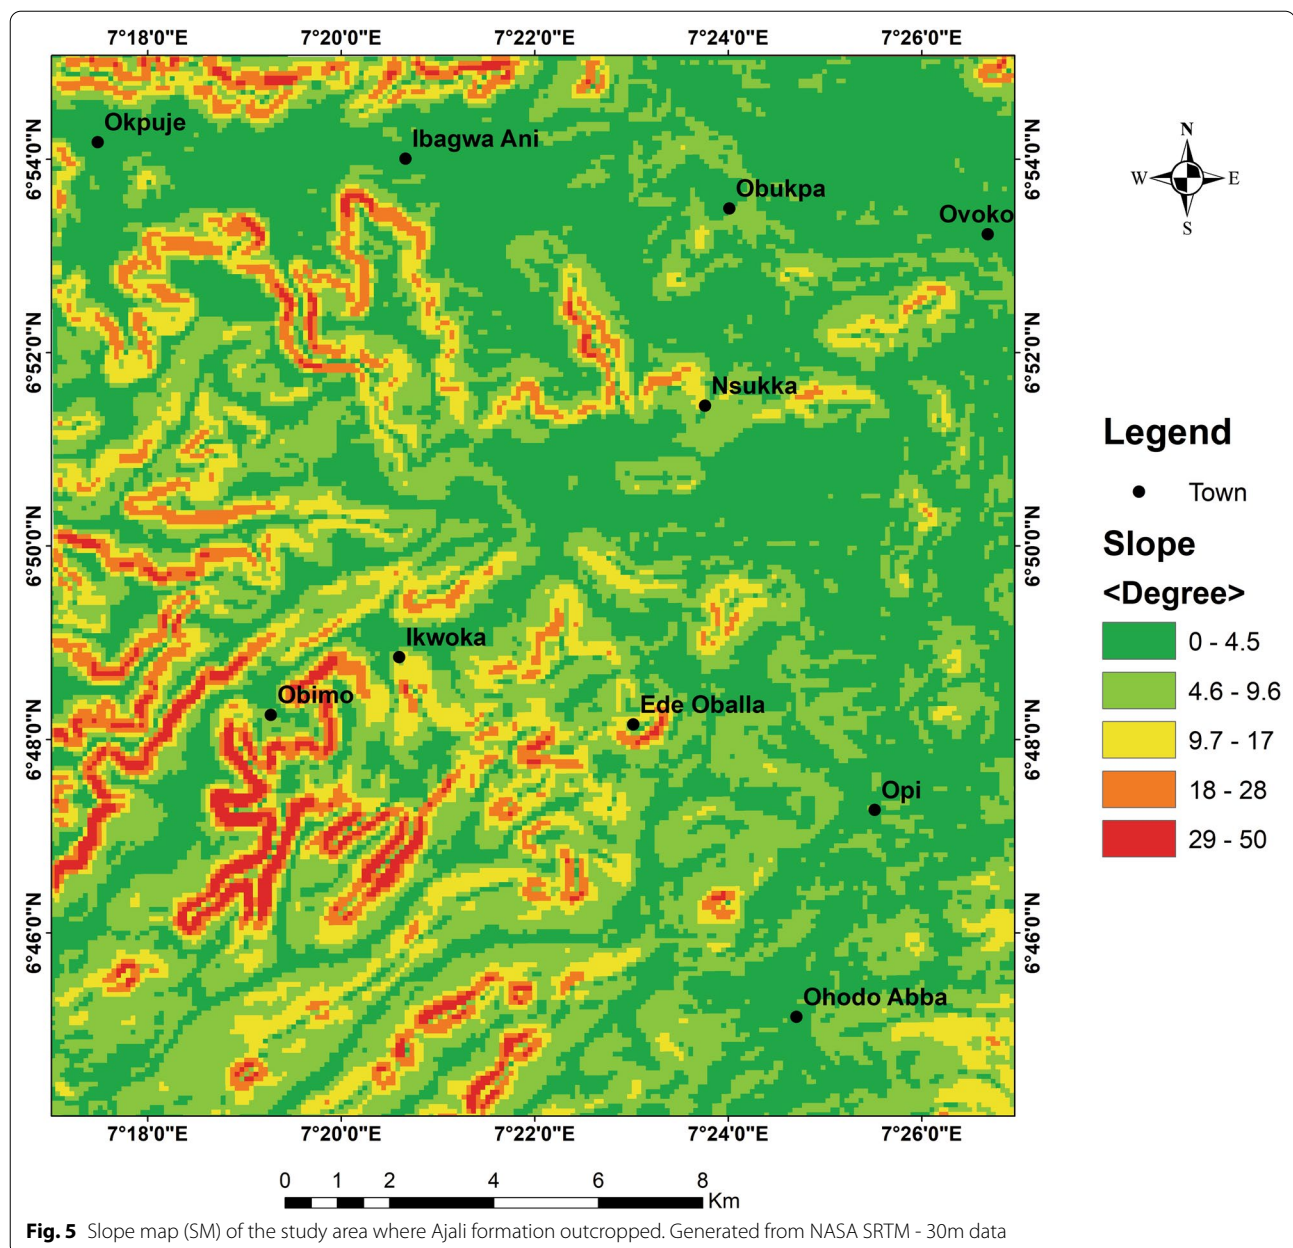 7°18'0"E 7°20'0"E 7°22'0"E 7°24'0"E 7°26'0"E
Okpuje
Ibagwa Ani
Obukpa
Ovoko
Nsukka
Ikwoka
Obimo
Ede Oballa
Opi
Ohodo Abba
6°54'0"N
6°52'0"N
6°50'0"N
6°48'0"N
6°46'0"N
6°54'0"N
6°52'0"N
6°50'0"N
6°48'0"N
6°46'0"N
N
W E
S
Legend
Town
Slope
<Degree>
0 - 4.5
4.6 - 9.6
9.7 - 17
18 - 28
29 - 50
7°18'0"E 7°20'0"E 7°22'0"E 7°24'0"E 7°26'0"E
0 1 2 4 6 8
Km
Fig. 5 Slope map (SM) of the study area where Ajali formation outcropped. Generated from NASA SRTM - 30m data